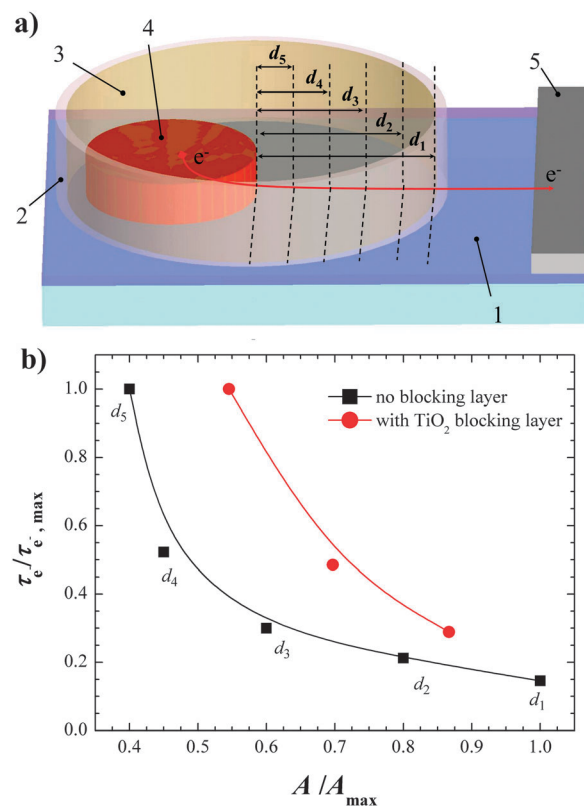 a)
3
4
5
d5
d4
d3
d2
d1
e-
e-
2
1
b)
1.0
0.8
0.6
0.4
0.2
0.0
τe-/τe-, max
no blocking layer
with TiO2 blocking layer
d5
d4
d3
d2
d1
0.4 0.5 0.6 0.7 0.8 0.9 1.0
A/Amax